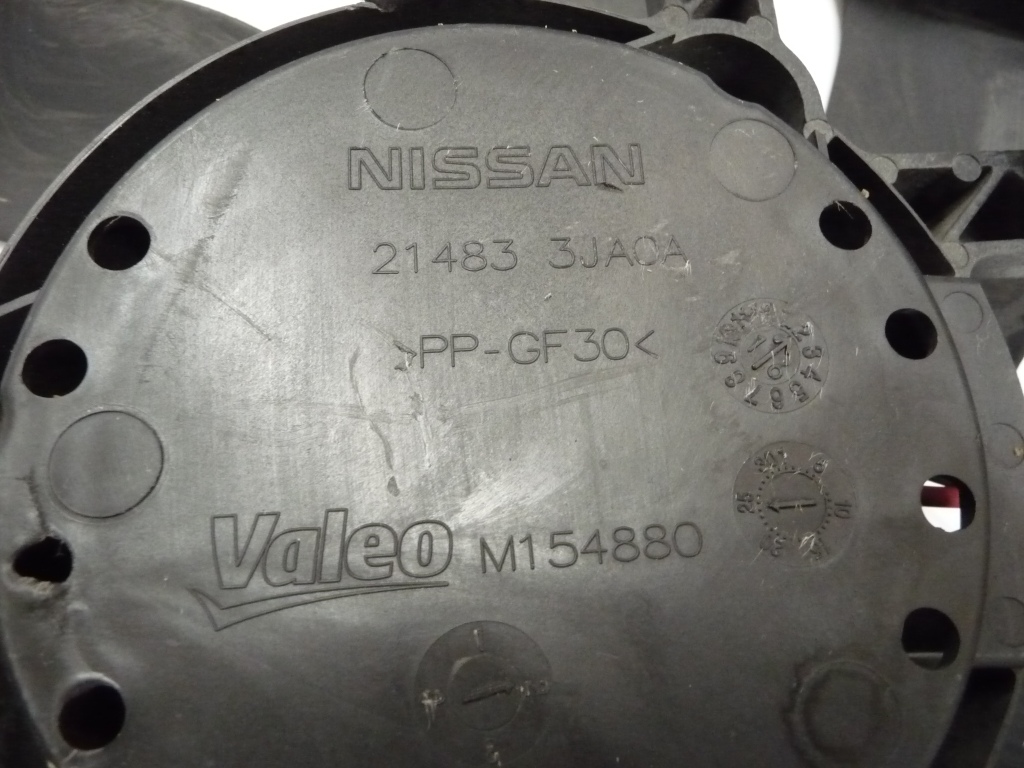 NISSAN
21483 3JA0A
>PP-GF30<
Valeo M154880